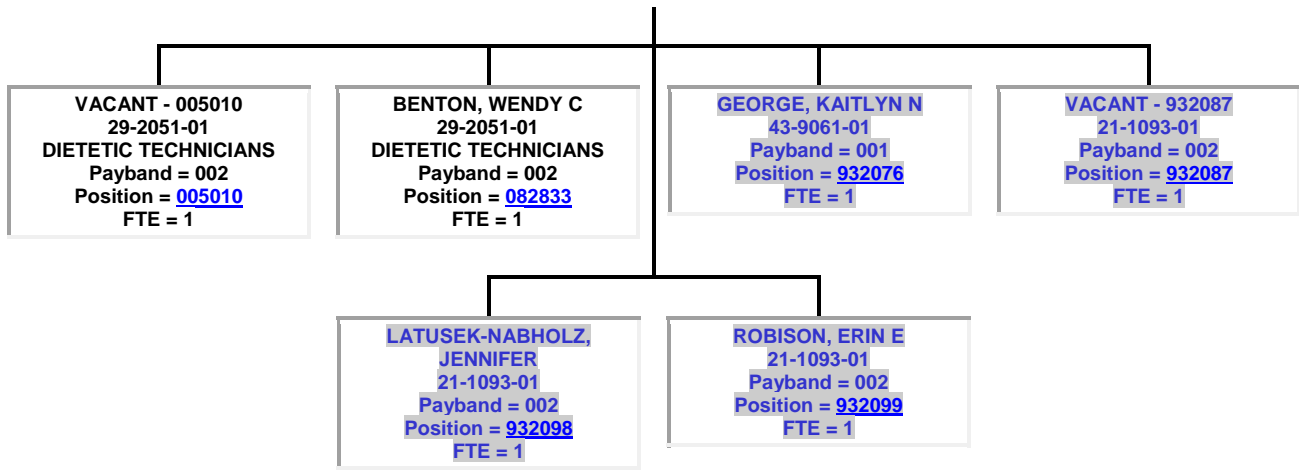 VACANT - 005010
29-2051-01
DIETETIC TECHNICIANS
Payband = 002
Position = 005010
FTE = 1
BENTON, WENDY C
29-2051-01
DIETETIC TECHNICIANS
Payband = 002
Position = 082833
FTE = 1
GEORGE, KAITLYN N
43-9061-01
Payband = 001
Position = 932076
FTE = 1
VACANT - 932087
21-1093-01
Payband = 002
Position = 932087
FTE = 1
LATUSEK-NABHOLZ,
JENNIFER
21-1093-01
Payband = 002
Position = 932098
FTE = 1
ROBISON, ERIN E
21-1093-01
Payband = 002
Position = 932099
FTE = 1